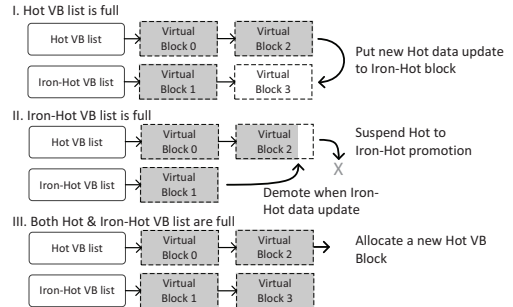 I. Hot VB list is full
Hot VB list
Virtual
Block 0
Virtual
Block 2
Put new Hot data update
to Iron-Hot block
Iron-Hot VB list
Virtual
Block 1
Virtual
Block 3
II. Iron-Hot VB list is full
Hot VB list
Virtual
Block 0
Virtual
Block 2
Suspend Hot to
Iron-Hot promotion
X
Iron-Hot VB list
Virtual
Block 1
Demote when Iron-
Hot data update
III. Both Hot & Iron-Hot VB list are full
Hot VB list
Virtual
Block 0
Virtual
Block 2
Allocate a new Hot VB
Block
Iron-Hot VB list
Virtual
Block 1
Virtual
Block 3